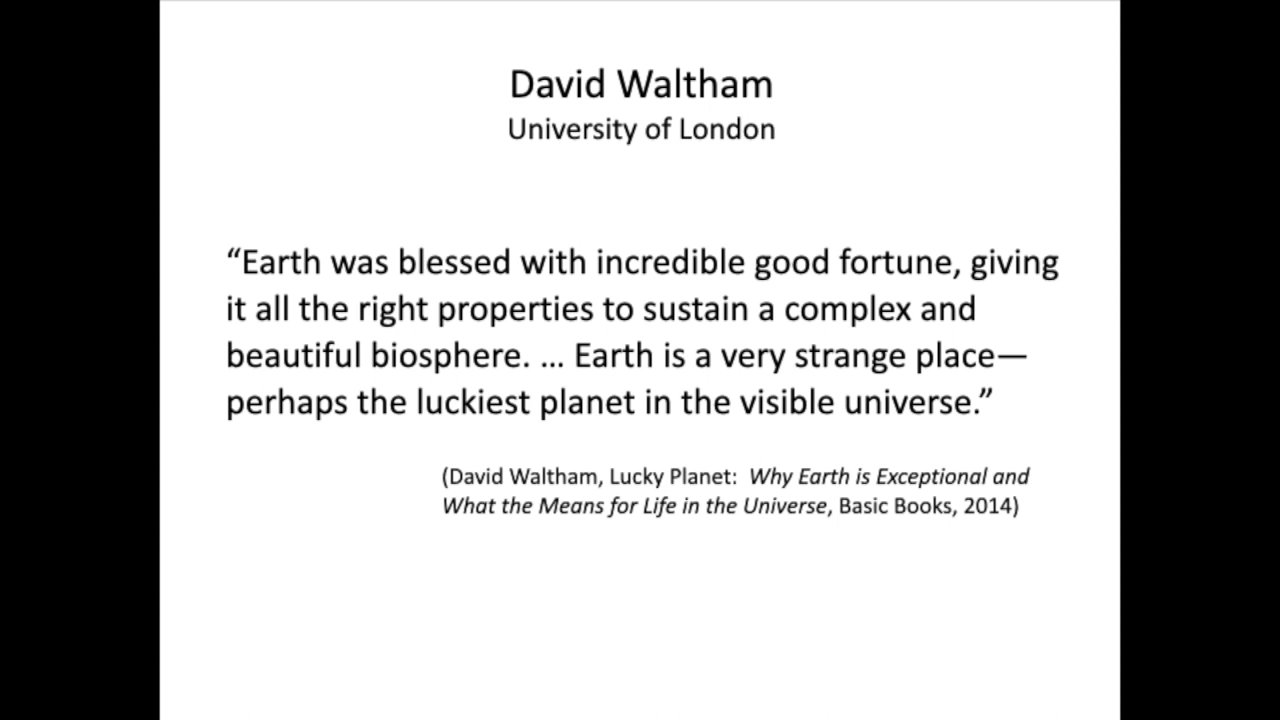 David Waltham
University of London
“Earth was blessed with incredible good fortune, giving
it all the right properties to sustain a complex and
beautiful biosphere. … Earth is a very strange place—
perhaps the luckiest planet in the visible universe.”
(David Waltham, Lucky Planet:  Why Earth is Exceptional and
What the Means for Life in the Universe, Basic Books, 2014)